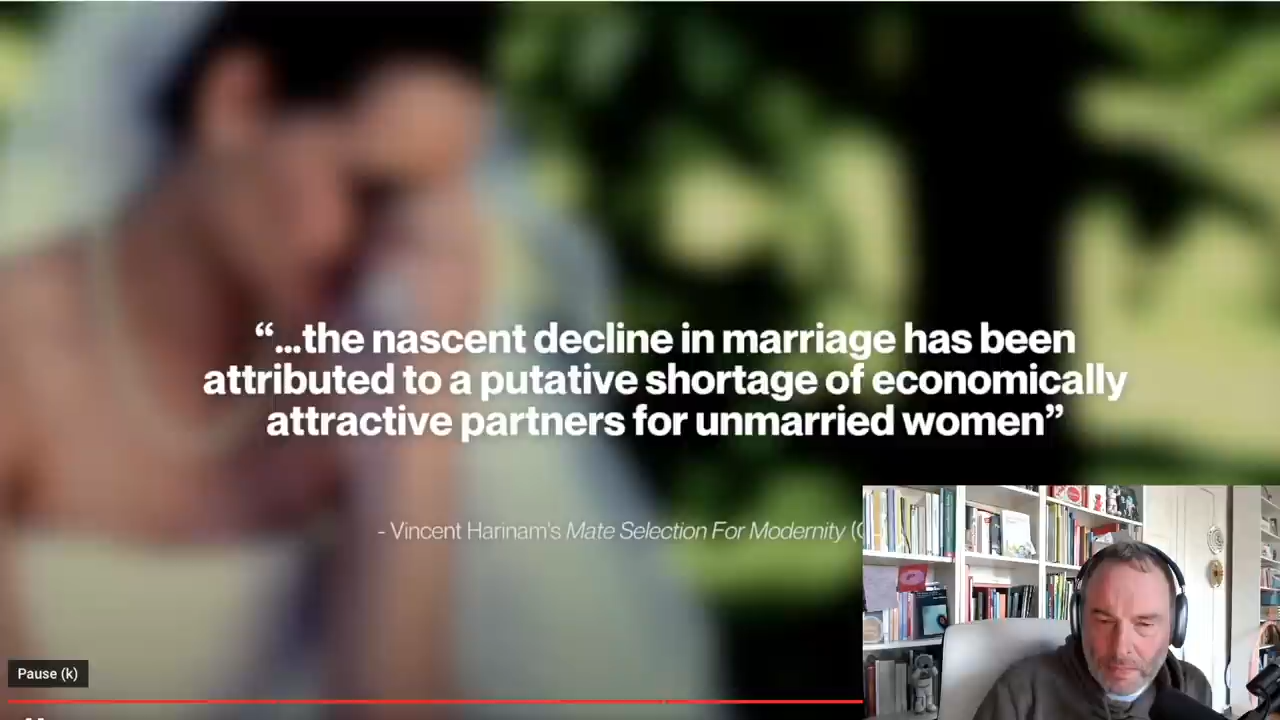 “...the nascent decline in marriage has been
attributed to a putative shortage of economically
attractive partners for unmarried women”
- Vincent Harinam's Mate Selection For Modernity (
Pause (k)